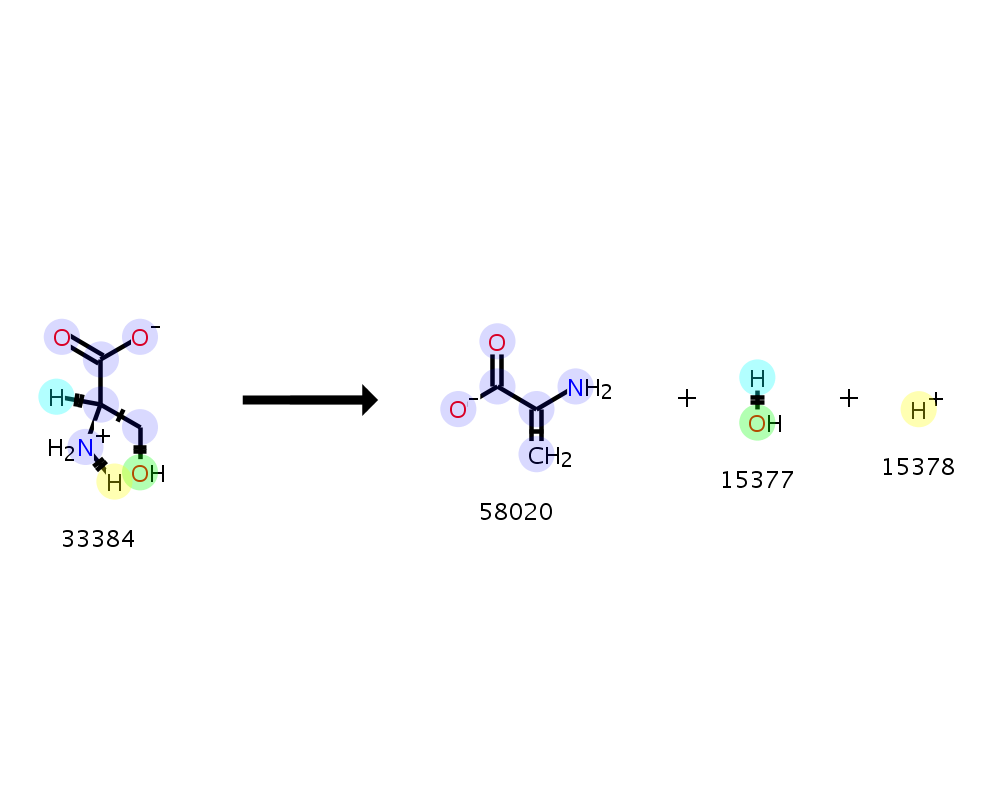 O O⁻
H
H₂N⁺
H OH
33384
O
O⁻ NH₂
CH₂
58020
+
H
OH
15377
+
H⁺
15378